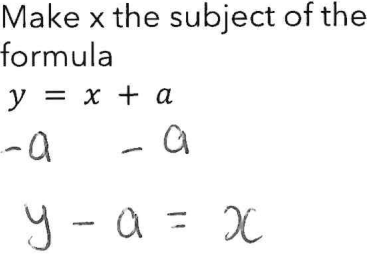 Make x the subject of the
formula
y = x + a
-a - a
y - a = x